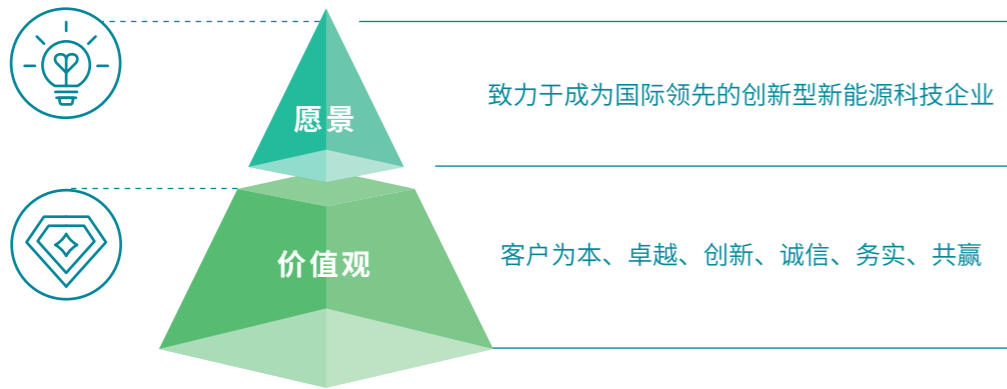 愿景
致力于成为国际领先的创新型新能源科技企业
价值观
客户为本、卓越、创新、诚信、务实、共赢